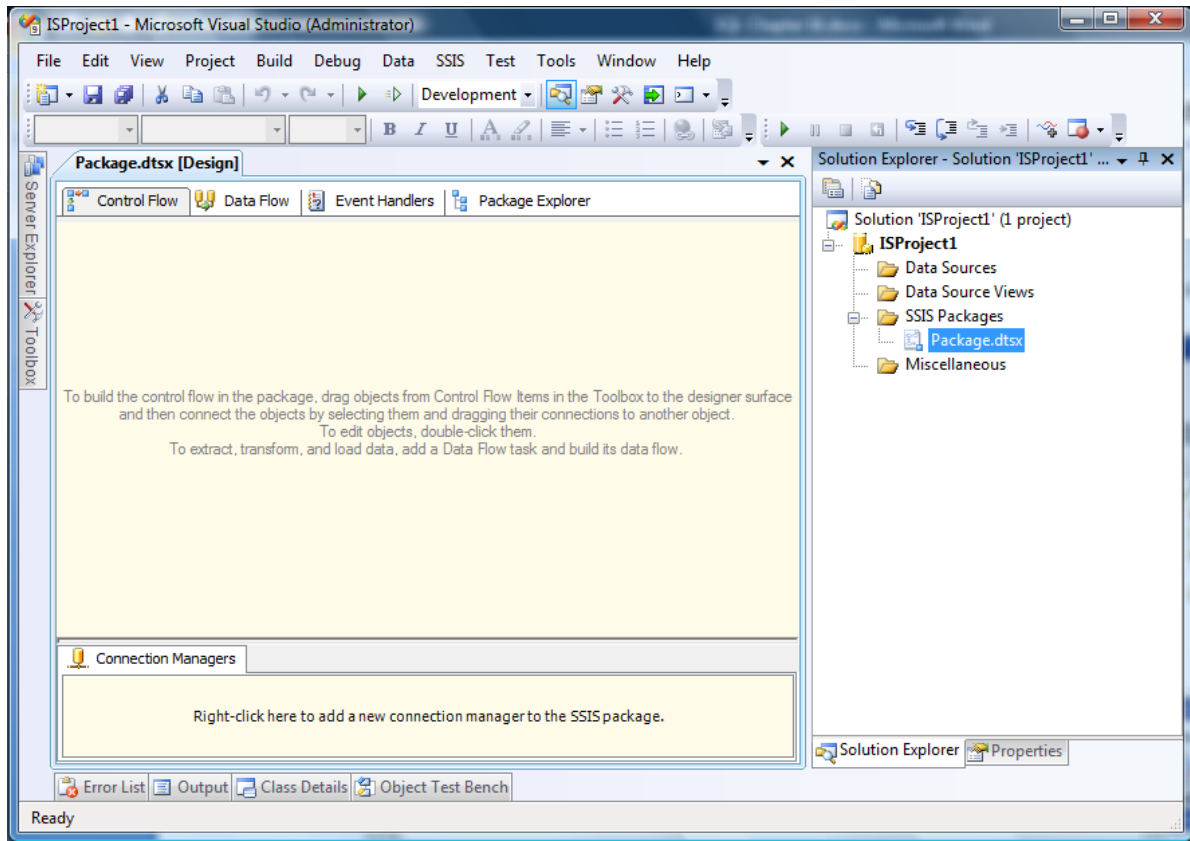 ISProject1 - Microsoft Visual Studio (Administrator)
File Edit View Project Build Debug Data SSIS Test Tools Window Help
Development
B I U A
Server Explorer
Toolbox
Package.dtsx [Design]
Control Flow Data Flow Event Handlers Package Explorer
To build the control flow in the package, drag objects from Control Flow Items in the Toolbox to the designer surface
and then connect the objects by selecting them and dragging their connections to another object.
To edit objects, double-click them.
To extract, transform, and load data, add a Data Flow task and build its data flow.
Connection Managers
Right-click here to add a new connection manager to the SSIS package.
Solution Explorer - Solution 'ISProject1' ...
Solution 'ISProject1' (1 project)
ISProject1
Data Sources
Data Source Views
SSIS Packages
Package.dtsx
Miscellaneous
Solution Explorer Properties
Error List Output Class Details Object Test Bench
Ready